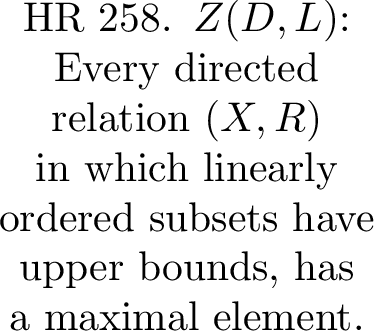 HR 258. Z(D, L):
Every directed
relation (X, R)
in which linearly
ordered subsets have
upper bounds, has
a maximal element.